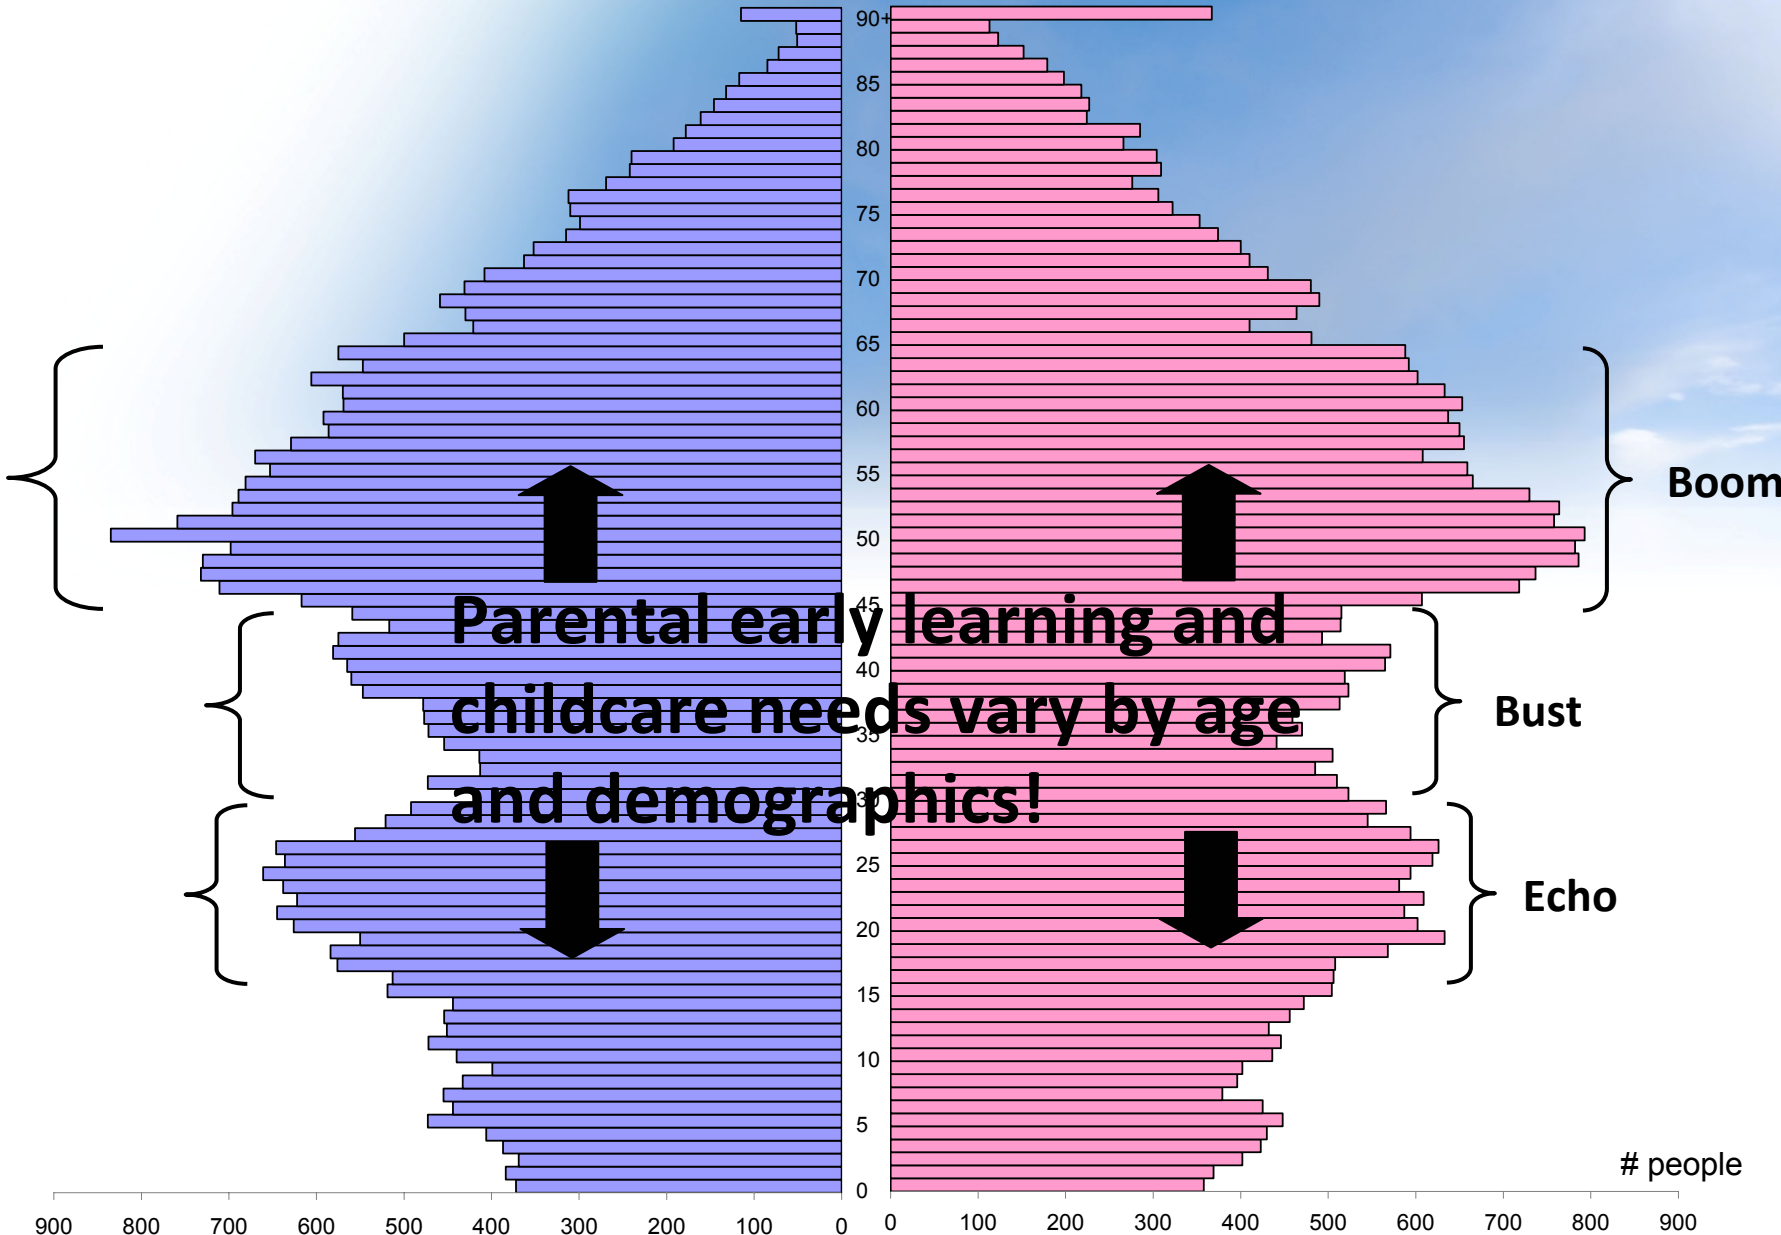 90+
85
80
75
70
65
60
55
50
45
40
35
30
25
20
15
10
5
0
Boom
Bust
Echo
Parental early learning and
childcare needs vary by age
and demographics!
# people
900 800 700 600 500 400 300 200 100 0
0 100 200 300 400 500 600 700 800 900